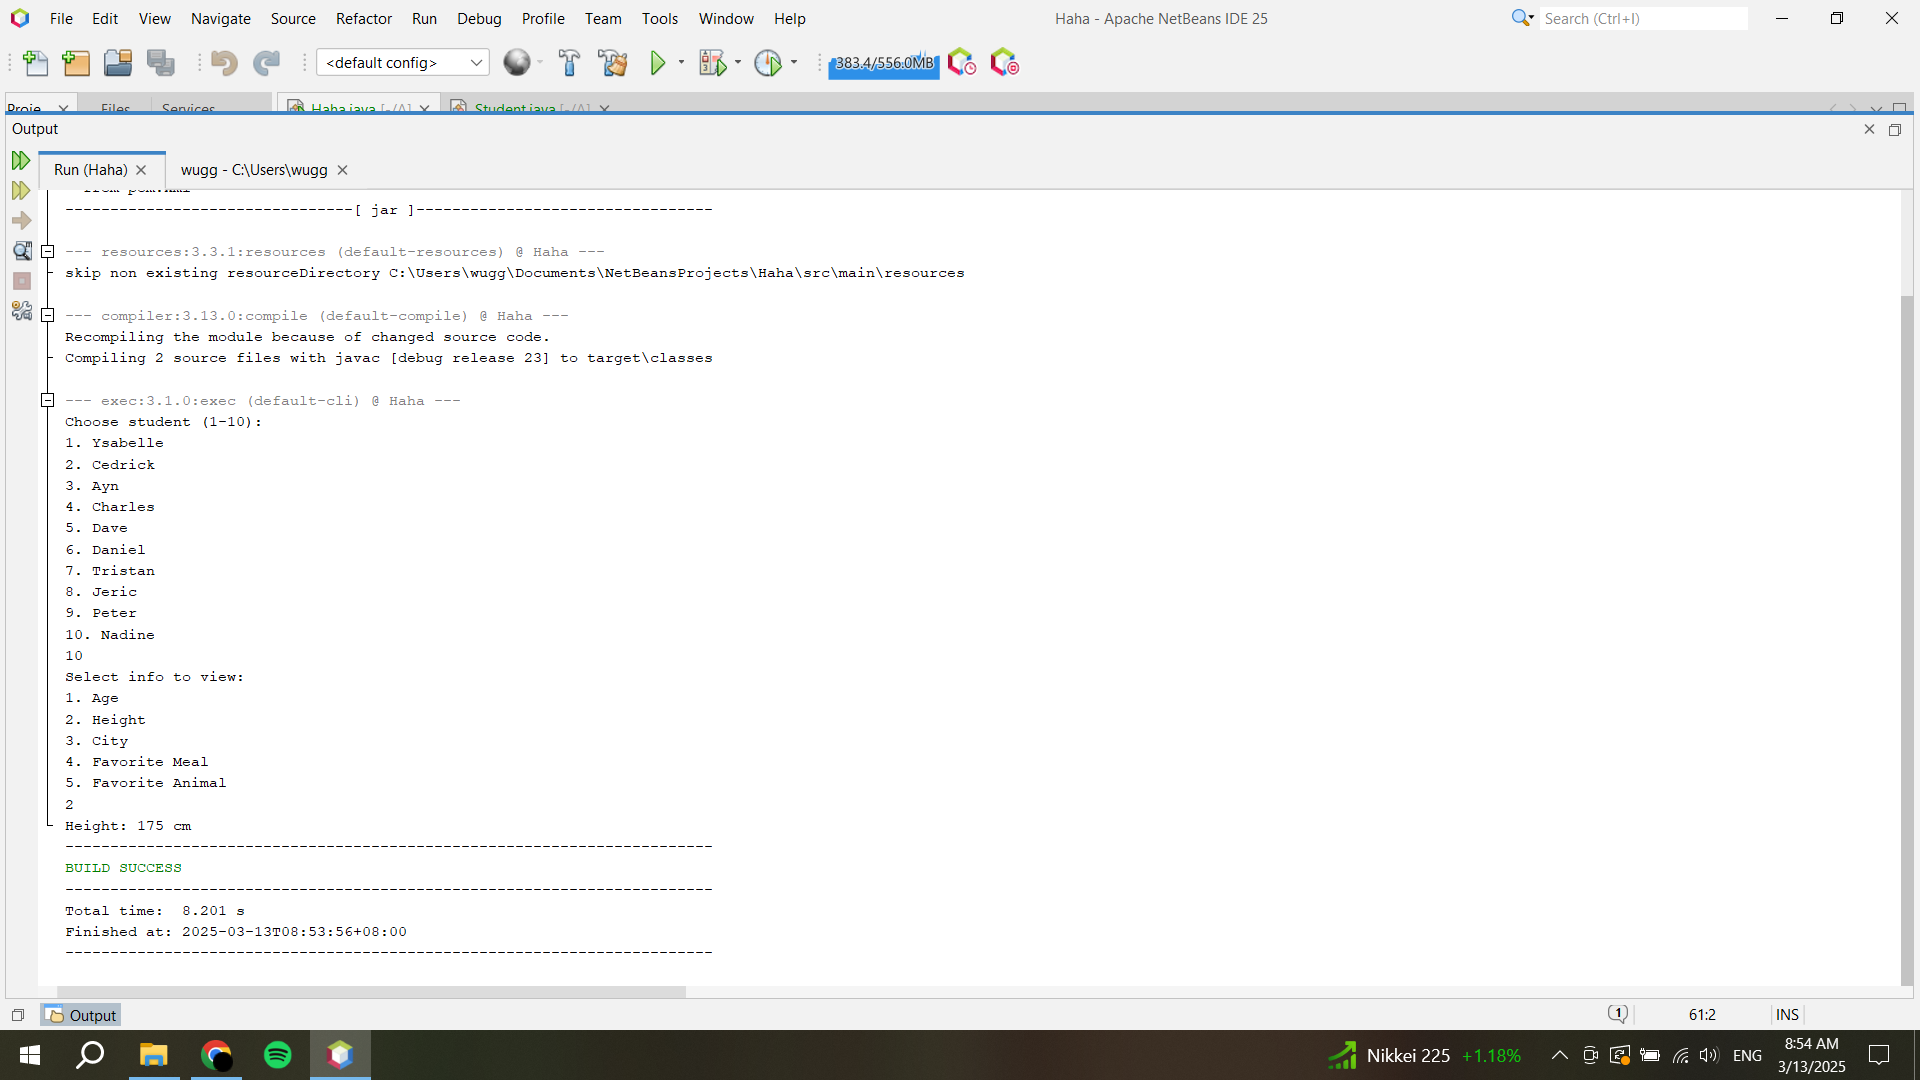 File Edit View Navigate Source Refactor Run Debug Profile Team Tools Window Help
Haha - Apache NetBeans IDE 25
Search (Ctrl+I)
<default config>
383.4/556.0MB
Proje Files Services Haha.java [-/A] Student.java [-/A]
Output
Run (Haha) wugg - C:\Users\wugg
from pom.xml
--------------------------------[ jar ]---------------------------------
--- resources:3.3.1:resources (default-resources) @ Haha ---
skip non existing resourceDirectory C:\Users\wugg\Documents\NetBeansProjects\Haha\src\main\resources
--- compiler:3.13.0:compile (default-compile) @ Haha ---
Recompiling the module because of changed source code.
Compiling 2 source files with javac [debug release 23] to target\classes
--- exec:3.1.0:exec (default-cli) @ Haha ---
Choose student (1-10):
1. Ysabelle
2. Cedrick
3. Ayn
4. Charles
5. Dave
6. Daniel
7. Tristan
8. Jeric
9. Peter
10. Nadine
10
Select info to view:
1. Age
2. Height
3. City
4. Favorite Meal
5. Favorite Animal
2
Height: 175 cm
------------------------------------------------------------------------
BUILD SUCCESS
------------------------------------------------------------------------
Total time:  8.201 s
Finished at: 2025-03-13T08:53:56+08:00
------------------------------------------------------------------------
Output
1
61:2
INS
Nikkei 225 +1.18%
ENG
8:54 AM
3/13/2025